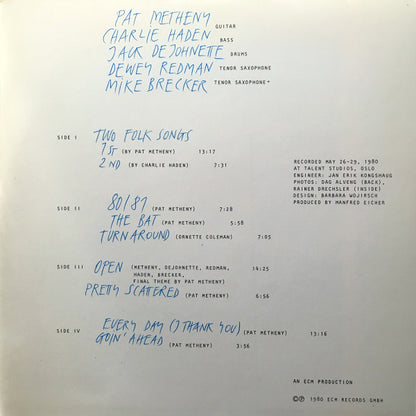 PAT METHENY GUITAR
CHARLIE HADEN BASS
JACK DEJOHNETTE DRUMS
DEWEY REDMAN TENOR SAXOPHONE
MIKE BRECKER TENOR SAXOPHONE+
SIDE I TWO FOLK SONGS
1ST (BY PAT METHENY) 13:17
2ND (BY CHARLIE HADEN) 7:31
SIDE II 80/81 (PAT METHENY) 7:28
THE BAT (PAT METHENY) 5:58
TURNAROUND (ORNETTE COLEMAN) 7:05
SIDE III OPEN (METHENY, DEJOHNETTE, REDMAN, 14:25
HADEN, BRECKER,
FINAL THEME BY PAT METHENY)
PRETTY SCATTERED (PAT METHENY) 6:56
SIDE IV EVERY DAY (I THANK YOU) (PAT METHENY) 13:16
GOIN' AHEAD (PAT METHENY) 3:56
RECORDED MAY 26-29, 1980
AT TALENT STUDIOS, OSLO
ENGINEER: JAN ERIK KONGSHAUG
PHOTOS: DAG ALVENG (BACK),
RAINER DRECHSLER (INSIDE)
DESIGN: BARBARA WOJIRSCH
PRODUCED BY MANFRED EICHER
AN ECM PRODUCTION
© ℗ 1980 ECM RECORDS GMBH